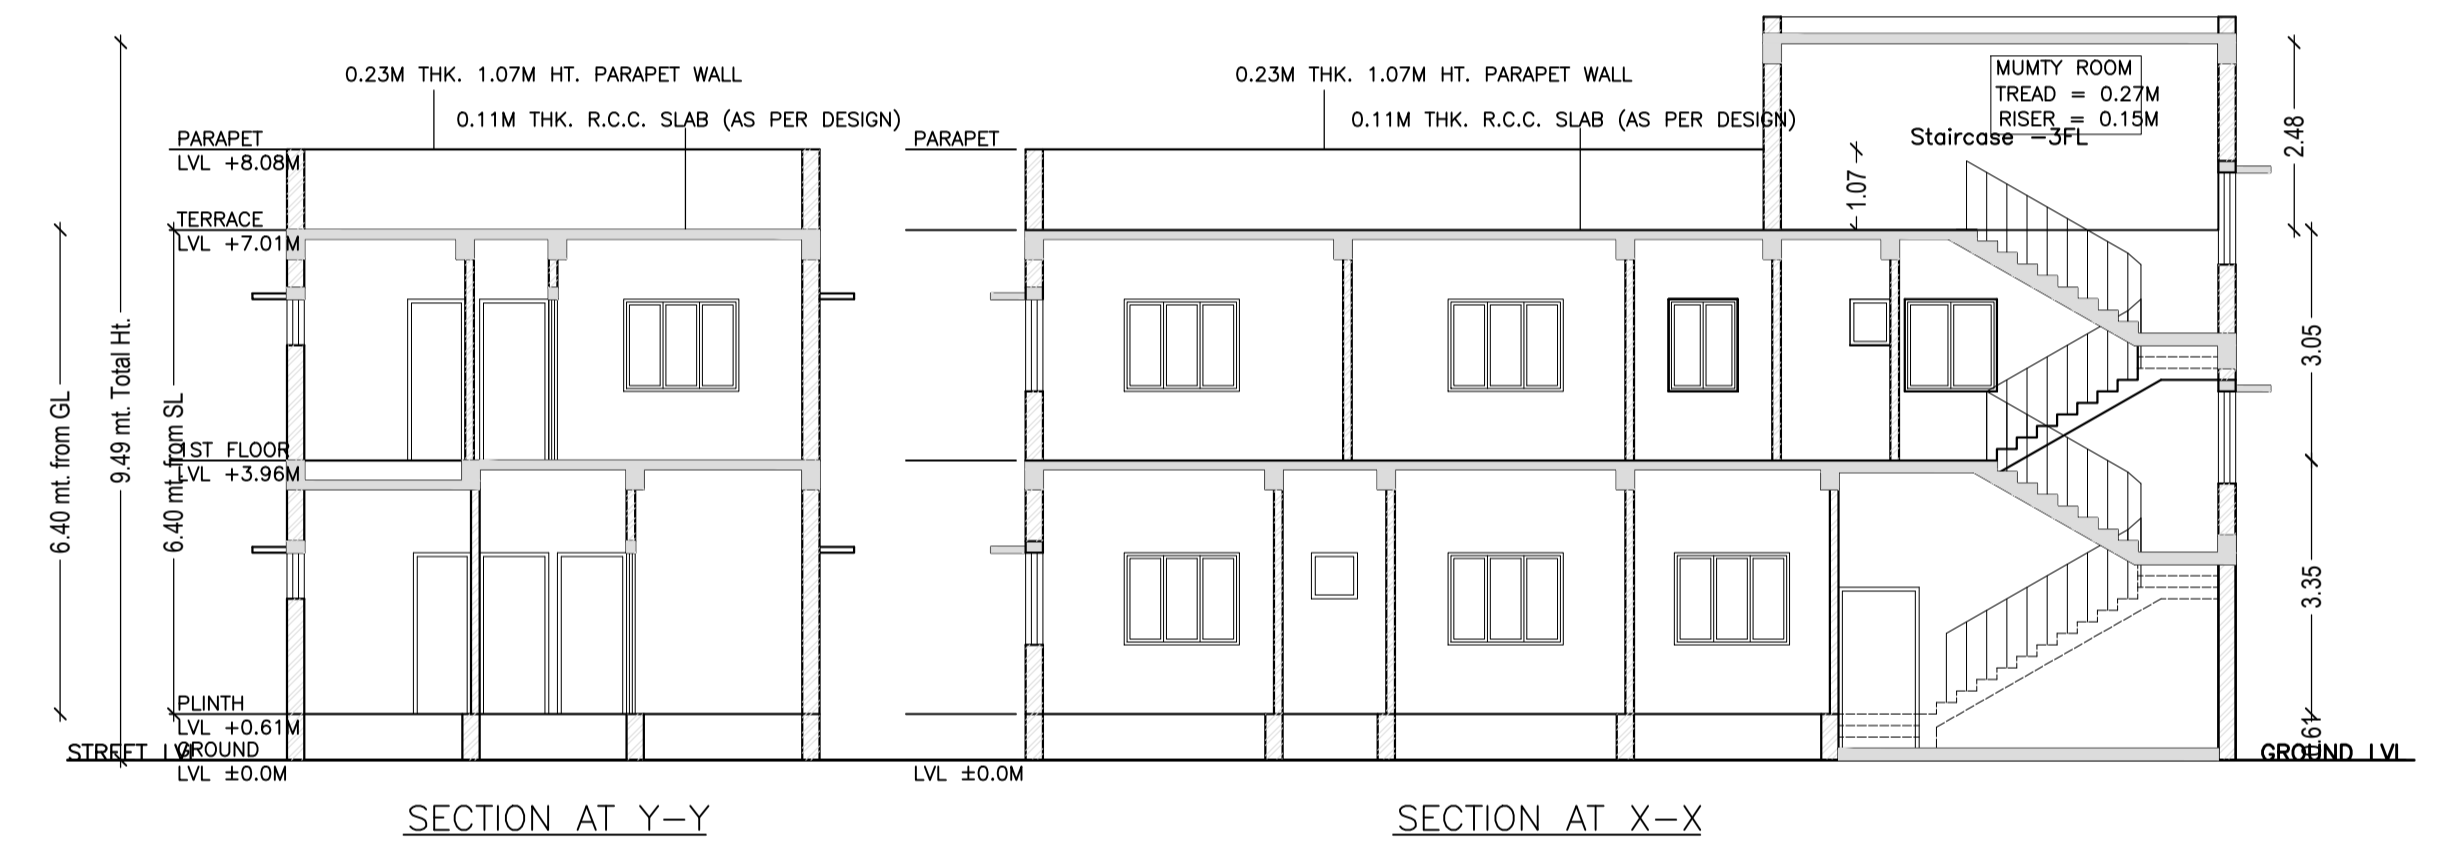 0.23M THK. 1.07M HT. PARAPET WALL
0.11M THK. R.C.C. SLAB (AS PER DESIGN)
PARAPET
LVL +8.08M
TERRACE
LVL +7.01M
1ST FLOOR
LVL +3.96M
PLINTH
LVL +0.61M
STREET LVL
GROUND
LVL ±0.0M
6.40 mt. from GL
9.49 mt. Total Ht.
6.40 mt. from SL
SECTION AT Y-Y
0.23M THK. 1.07M HT. PARAPET WALL
0.11M THK. R.C.C. SLAB (AS PER DESIGN)
PARAPET
LVL ±0.0M
MUMTY ROOM
TREAD = 0.27M
RISER = 0.15M
Staircase -3FL
1.07
2.48
3.05
3.35
0.61
GROUND LVL
SECTION AT X-X